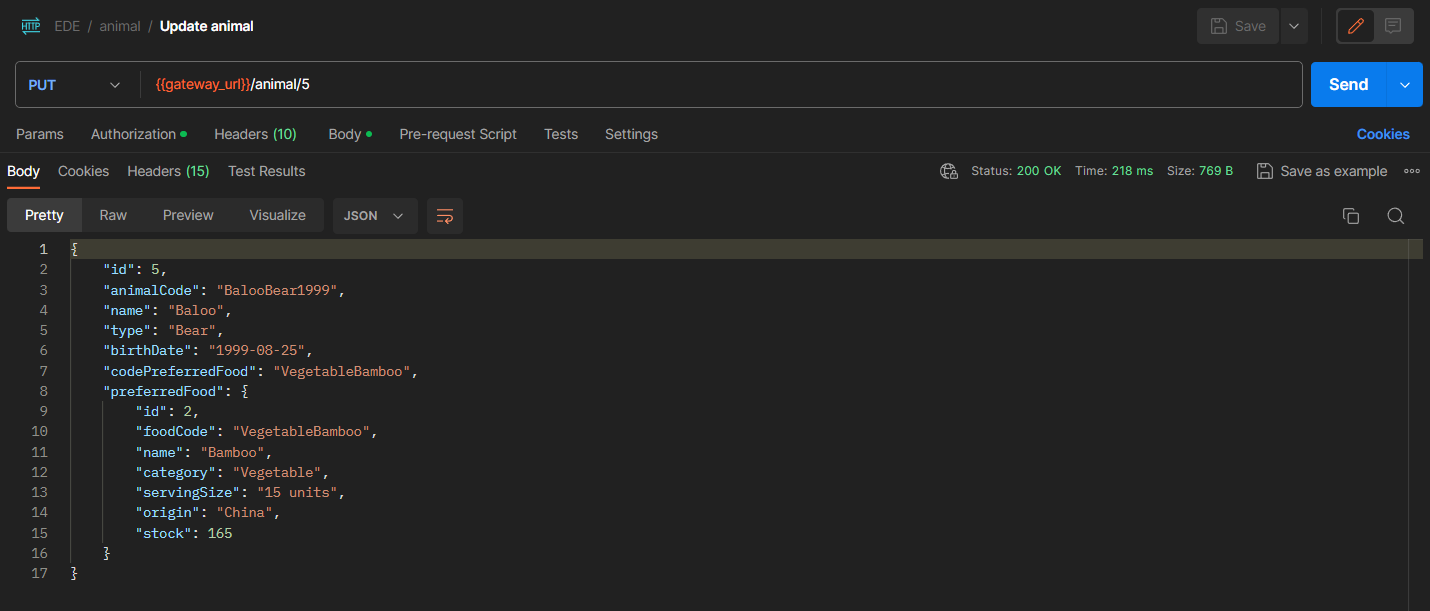 HTTP EDE / animal / Update animal Save
PUT {{gateway_url}}/animal/5 Send
Params Authorization Headers (10) Body Pre-request Script Tests Settings Cookies
Body Cookies Headers (15) Test Results Status: 200 OK Time: 218 ms Size: 769 B Save as example
Pretty Raw Preview Visualize JSON
1 {
2 "id": 5,
3 "animalCode": "BalooBear1999",
4 "name": "Baloo",
5 "type": "Bear",
6 "birthDate": "1999-08-25",
7 "codePreferredFood": "VegetableBamboo",
8 "preferredFood": {
9 "id": 2,
10 "foodCode": "VegetableBamboo",
11 "name": "Bamboo",
12 "category": "Vegetable",
13 "servingSize": "15 units",
14 "origin": "China",
15 "stock": 165
16 }
17 }